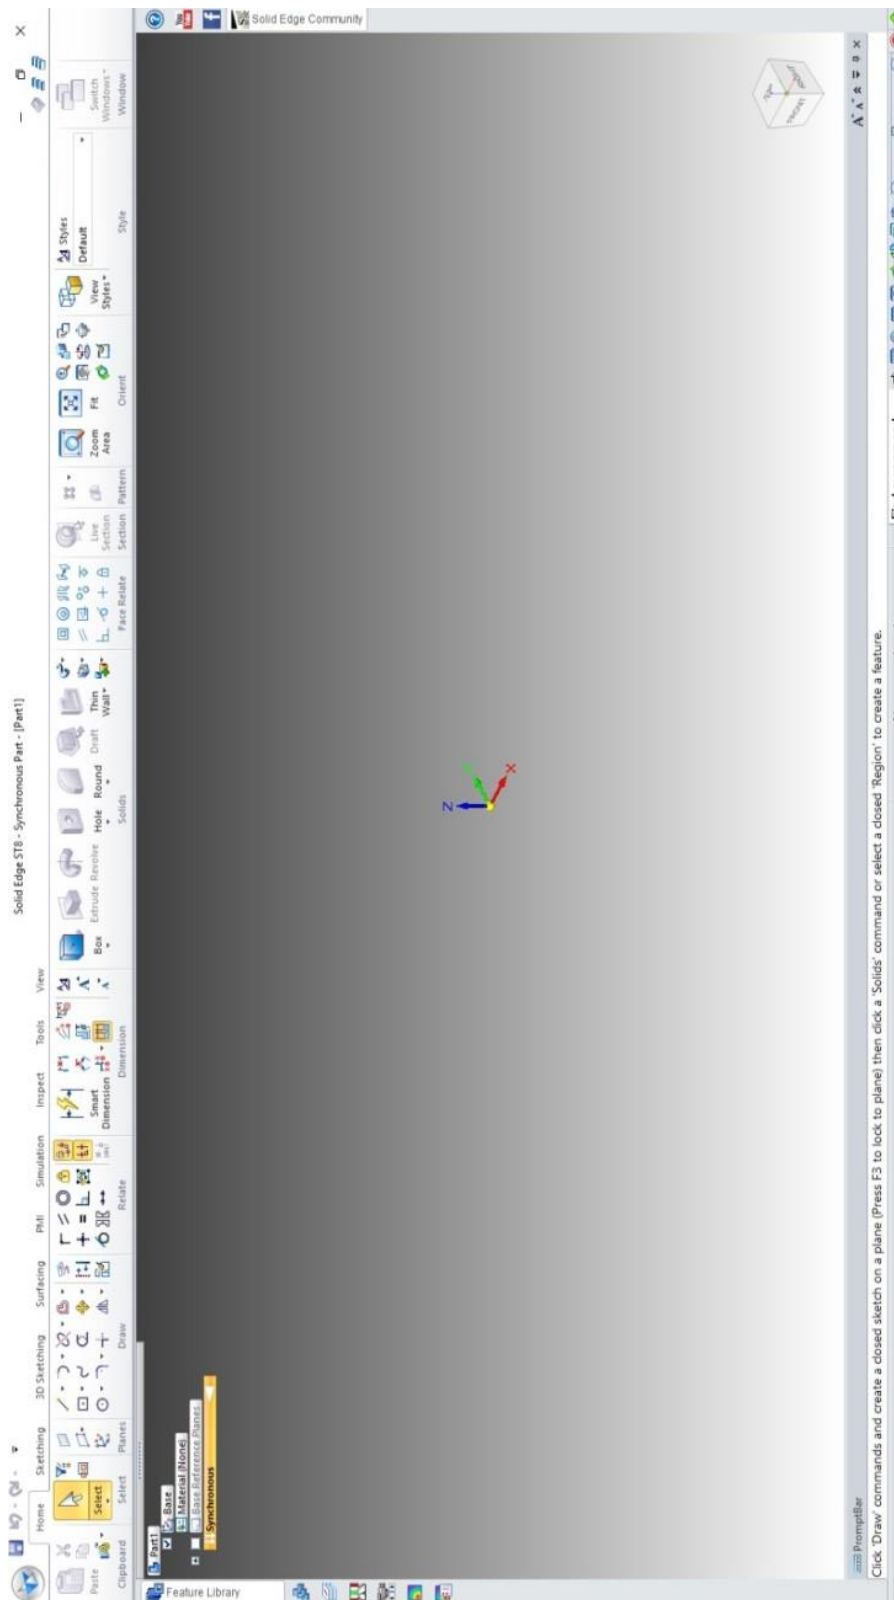 Solid Edge ST8 - Synchronous Part - [Part1]
Home
Sketching
3D Sketching
Surfacing
PMI
Simulation
Inspect
Tools
View
Paste
Clipboard
Select
Select
Planes
Draw
Relate
Smart
Dimension
Dimension
Box
Extrude
Revolve
Hole
Round
Draft
Thin
Wall
Solids
Face Relate
Live
Section
Section
Pattern
Zoom
Area
Fit
Orient
View
Styles
Styles
Default
Style
Switch
Windows
Window
Feature Library
Part1
Base
Material (None)
Base Reference Planes
Synchronous
Z
X
Solid Edge Community
PromptBar
Click 'Draw' commands and create a closed sketch on a plane (Press F3 to lock to plane) then click a 'Solids' command or select a closed 'Region' to create a feature.